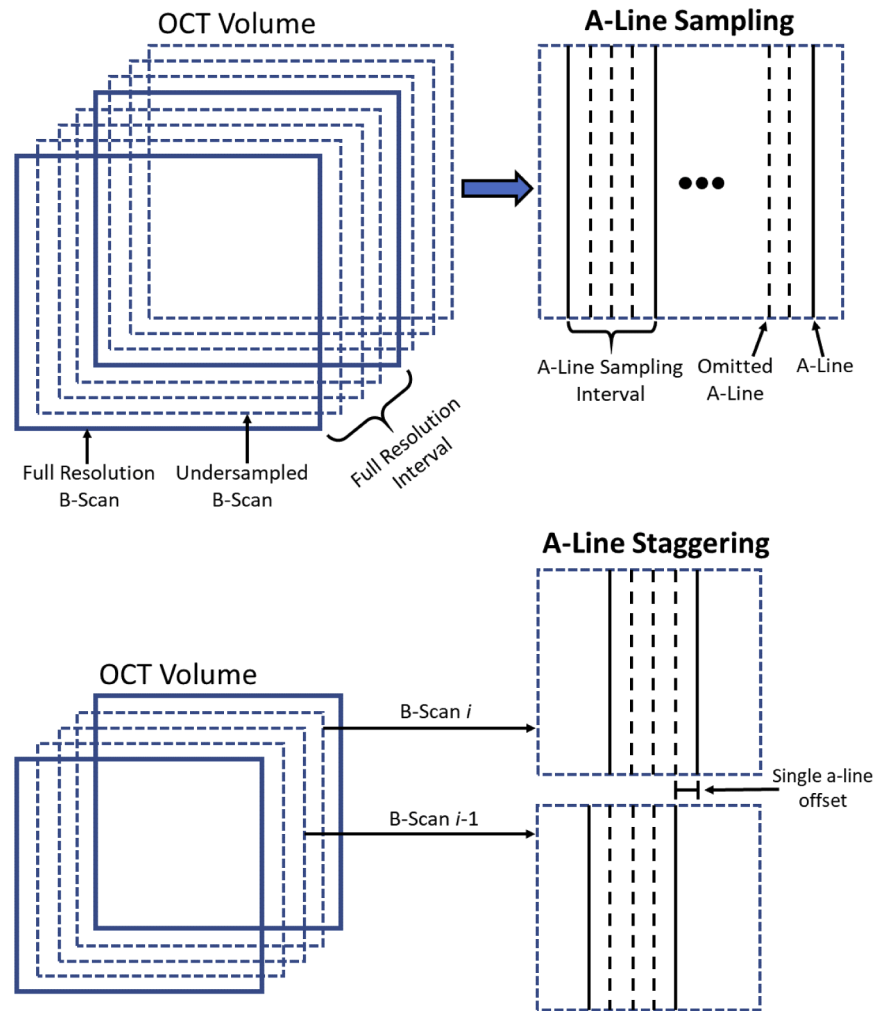 OCT Volume
A-Line Sampling
A-Line Sampling
Interval
Omitted
A-Line
A-Line
Full Resolution
Interval
Full Resolution
B-Scan
Undersampled
B-Scan
A-Line Staggering
OCT Volume
B-Scan i
Single a-line
offset
B-Scan i-1